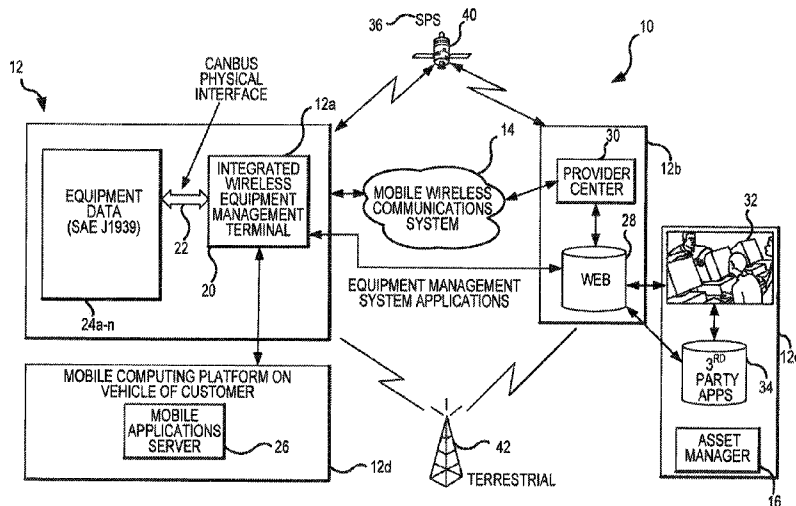 36
SPS
40
10
12
CANBUS
PHYSICAL
INTERFACE
12a
14
30
12b
EQUIPMENT
DATA
(SAE J1939)
22
INTEGRATED
WIRELESS
EQUIPMENT
MANAGEMENT
TERMINAL
20
24a-n
MOBILE WIRELESS
COMMUNICATIONS
SYSTEM
PROVIDER
CENTER
28
WEB
32
EQUIPMENT MANAGEMENT
SYSTEM APPLICATIONS
3RD
PARTY
APPS
34
ASSET
MANAGER
16
MOBILE COMPUTING PLATFORM ON
VEHICLE OF CUSTOMER
MOBILE
APPLICATIONS
SERVER
26
12d
42
TERRESTRIAL